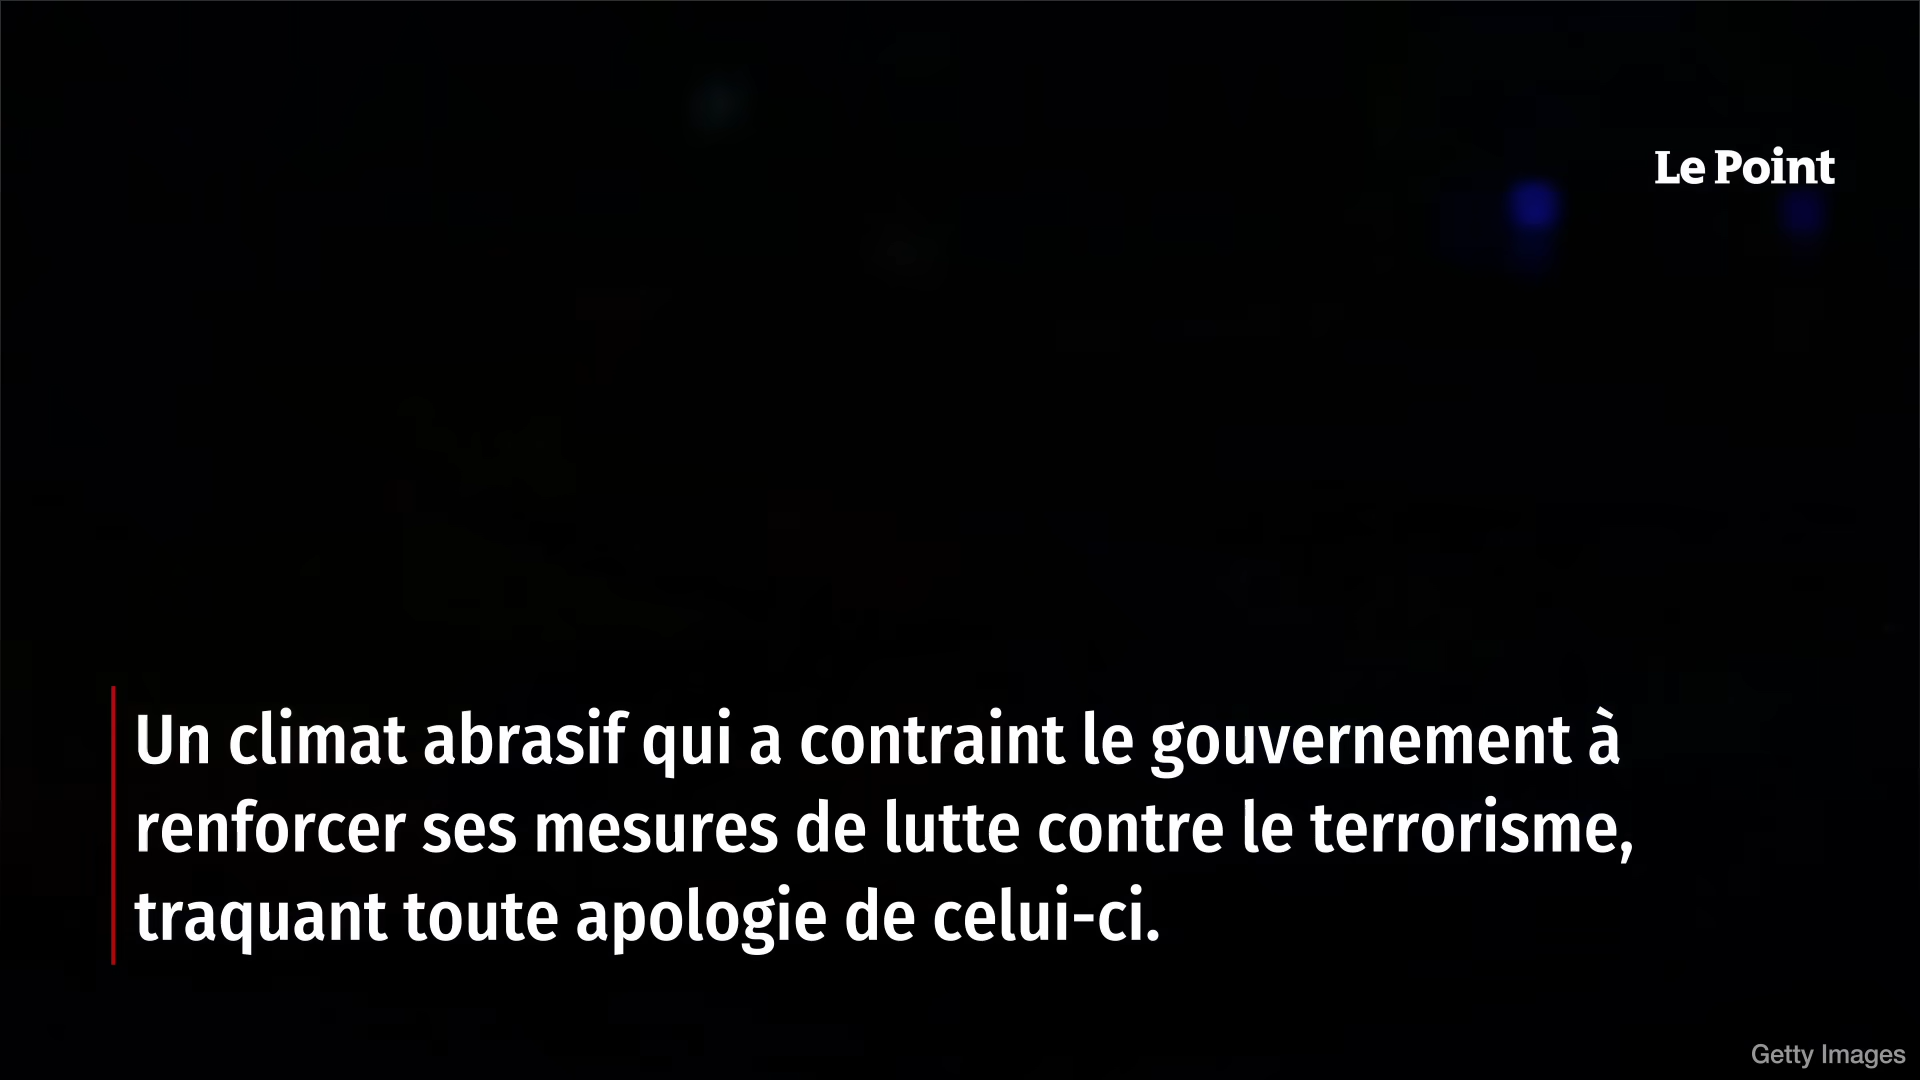 Le Point
Un climat abrasif qui a contraint le gouvernement à
renforcer ses mesures de lutte contre le terrorisme,
traquant toute apologie de celui-ci.
Getty Images